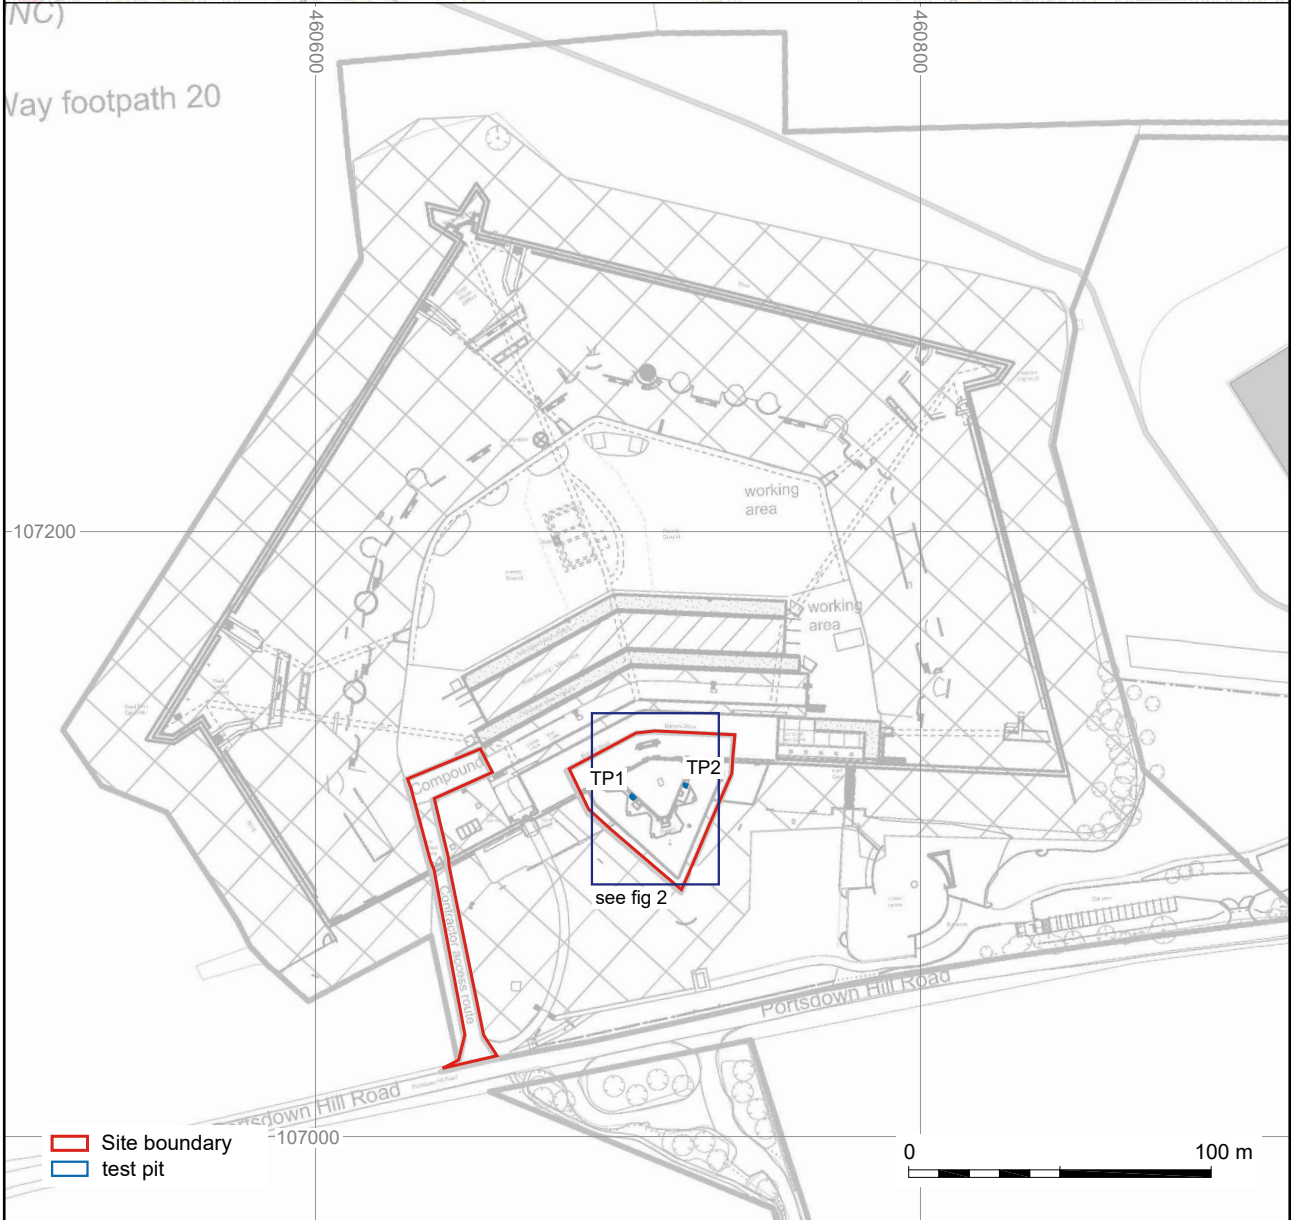 NC)
460600
460800
Way footpath 20
working
area
107200
working
area
Compound
TP1
TP2
see fig 2
Contractor access route
Portsdown Hill Road
Portsdown Hill Road
107000
Site boundary
test pit
0
100 m